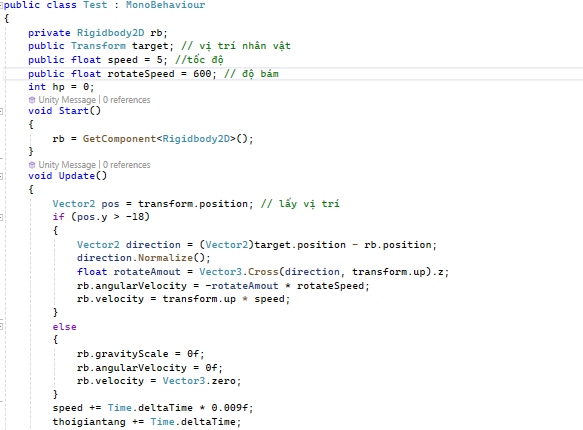 public class Test : MonoBehaviour
{
private Rigidbody2D rb;
public Transform target; // vị trí nhân vật
public float speed = 5; //tốc độ
public float rotateSpeed = 600; // độ bám
int hp = 0;
Unity Message | 0 references
void Start()
{
rb = GetComponent<Rigidbody2D>();
}
Unity Message | 0 references
void Update()
{
Vector2 pos = transform.position; // lấy vị trí
if (pos.y > -18)
{
Vector2 direction = (Vector2)target.position - rb.position;
direction.Normalize();
float rotateAmout = Vector3.Cross(direction, transform.up).z;
rb.angularVelocity = -rotateAmout * rotateSpeed;
rb.velocity = transform.up * speed;
}
else
{
rb.gravityScale = 0f;
rb.angularVelocity = 0f;
rb.velocity = Vector3.zero;
}
speed += Time.deltaTime * 0.009f;
thoigiantang += Time.deltaTime;